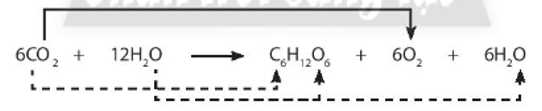 6CO₂ + 12H₂O ⟶ C₆H₁₂O₆ + 6O₂ + 6H₂O